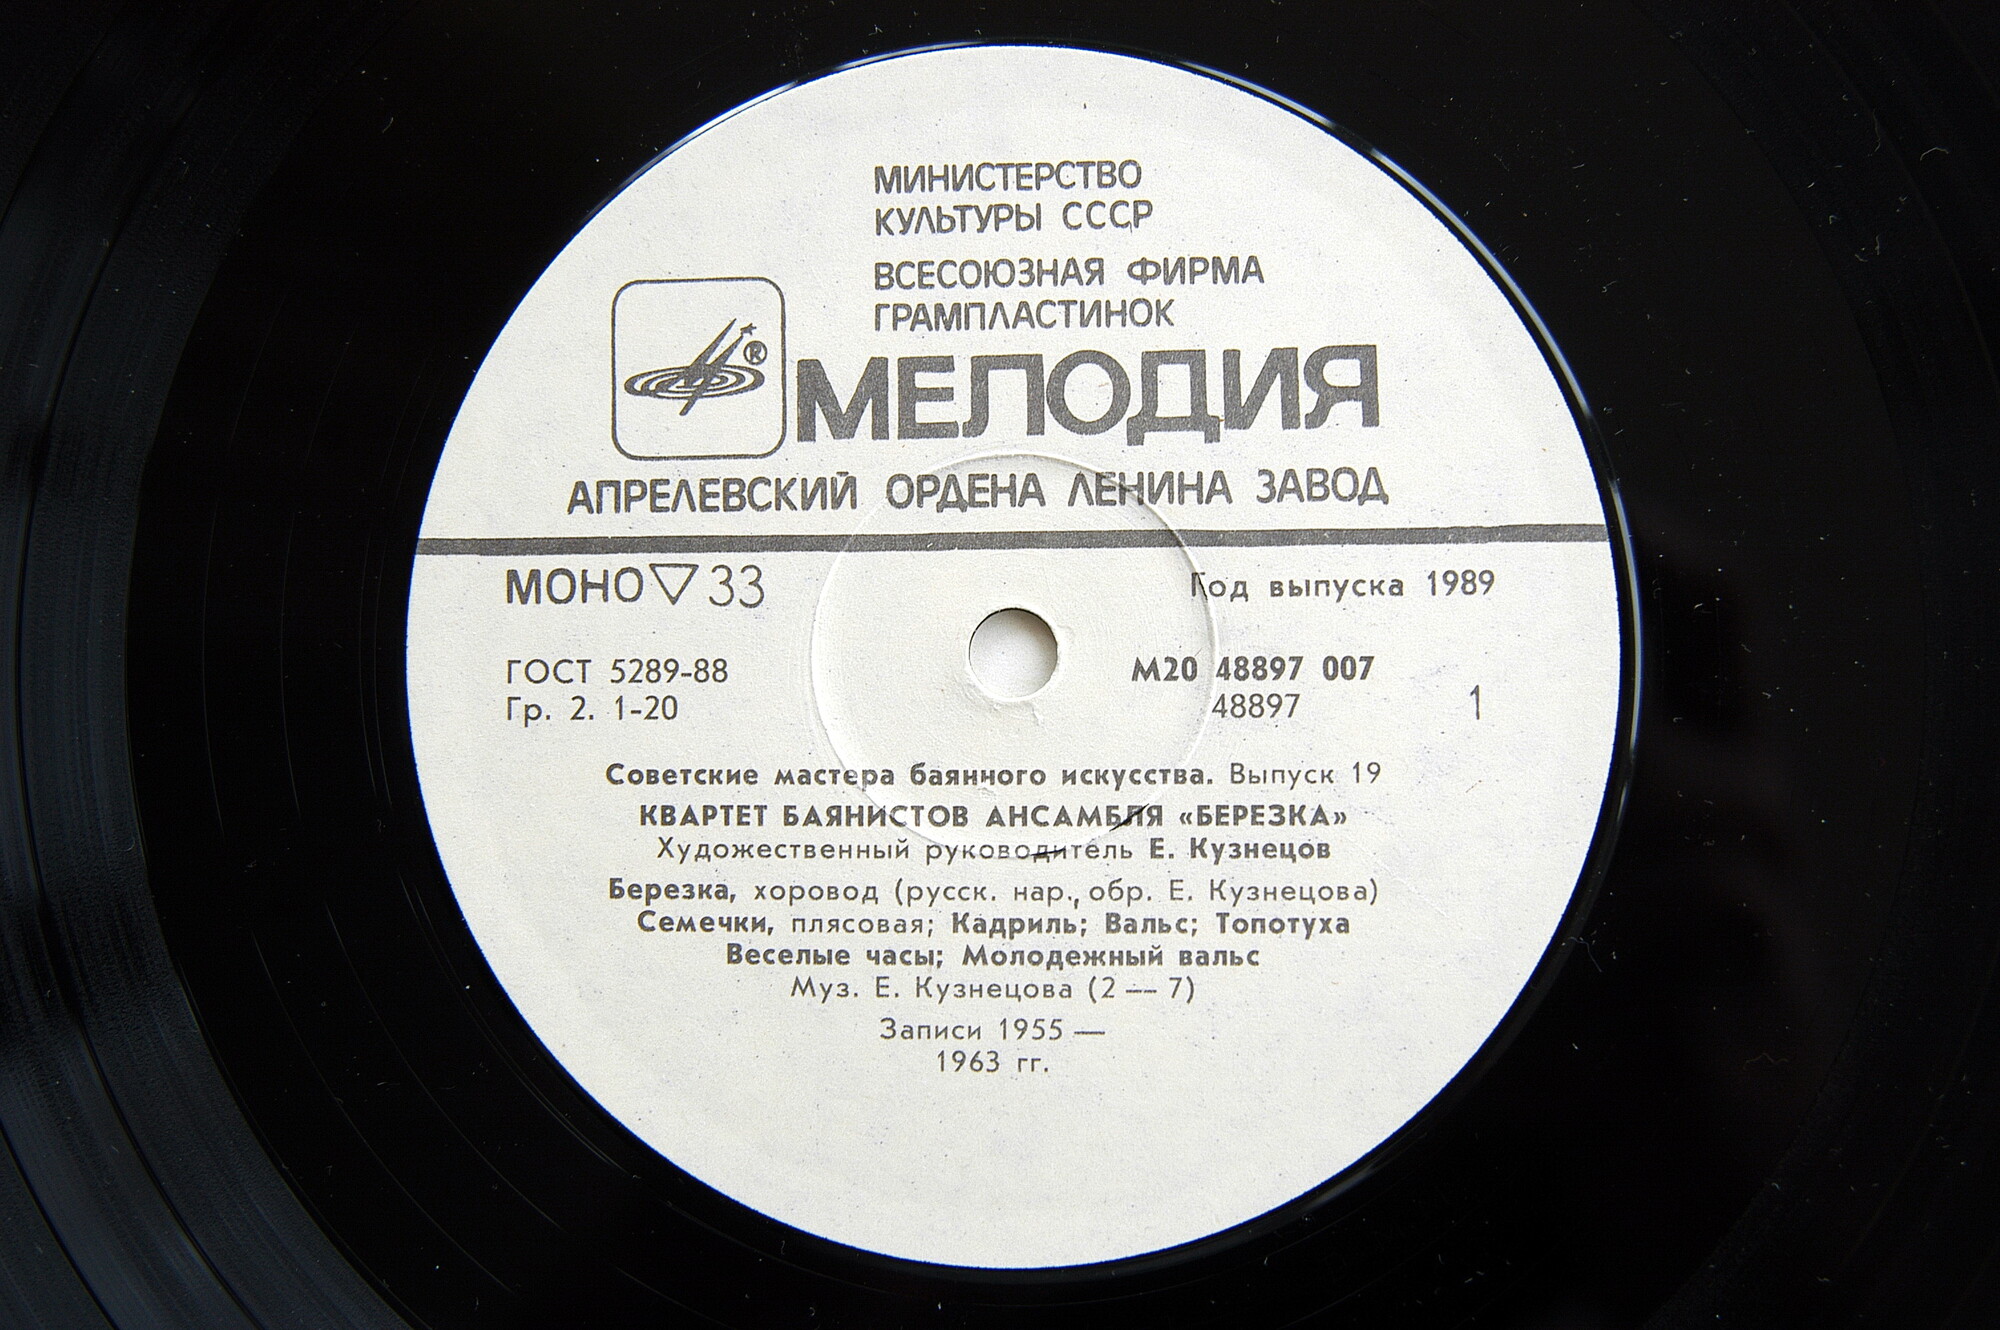 МИНИСТЕРСТВО
КУЛЬТУРЫ СССР
ВСЕСОЮЗНАЯ ФИРМА
ГРАМПЛАСТИНОК
®
МЕЛОДИЯ
АПРЕЛЕВСКИЙ ОРДЕНА ЛЕНИНА ЗАВОД
МОНО▽33
Год выпуска 1989
ГОСТ 5289-88
М20 48897 007
Гр. 2. 1-20
48897
1
Советские мастера баянного искусства. Выпуск 19
КВАРТЕТ БАЯНИСТОВ АНСАМБЛЯ «БЕРЕЗКА»
Художественный руководитель Е. Кузнецов
Березка, хоровод (русск. нар., обр. Е. Кузнецова)
Семечки, плясовая; Кадриль; Вальс; Топотуха
Веселые часы; Молодежный вальс
Муз. Е. Кузнецова (2 — 7)
Записи 1955 —
1963 гг.